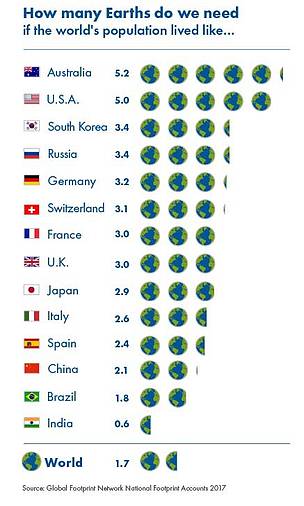 How many Earths do we need
if the world's population lived like...
Australia 5.2
U.S.A. 5.0
South Korea 3.4
Russia 3.4
Germany 3.2
Switzerland 3.1
France 3.0
U.K. 3.0
Japan 2.9
Italy 2.6
Spain 2.4
China 2.1
Brazil 1.8
India 0.6
World 1.7
Source: Global Footprint Network National Footprint Accounts 2017